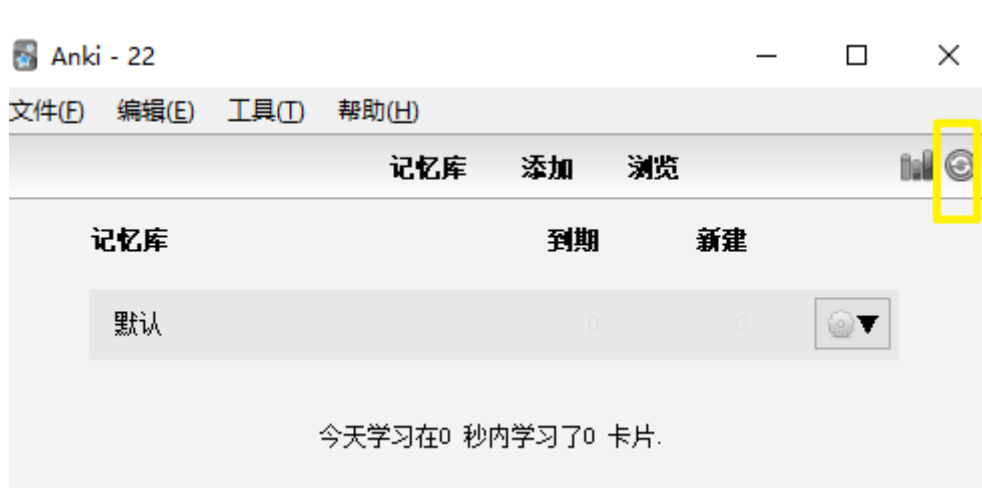 Anki - 22
文件(F) 编辑(E) 工具(T) 帮助(H)
记忆库 添加 浏览
记忆库 到期 新建
默认 0 0
今天学习在0 秒内学习了0 卡片.